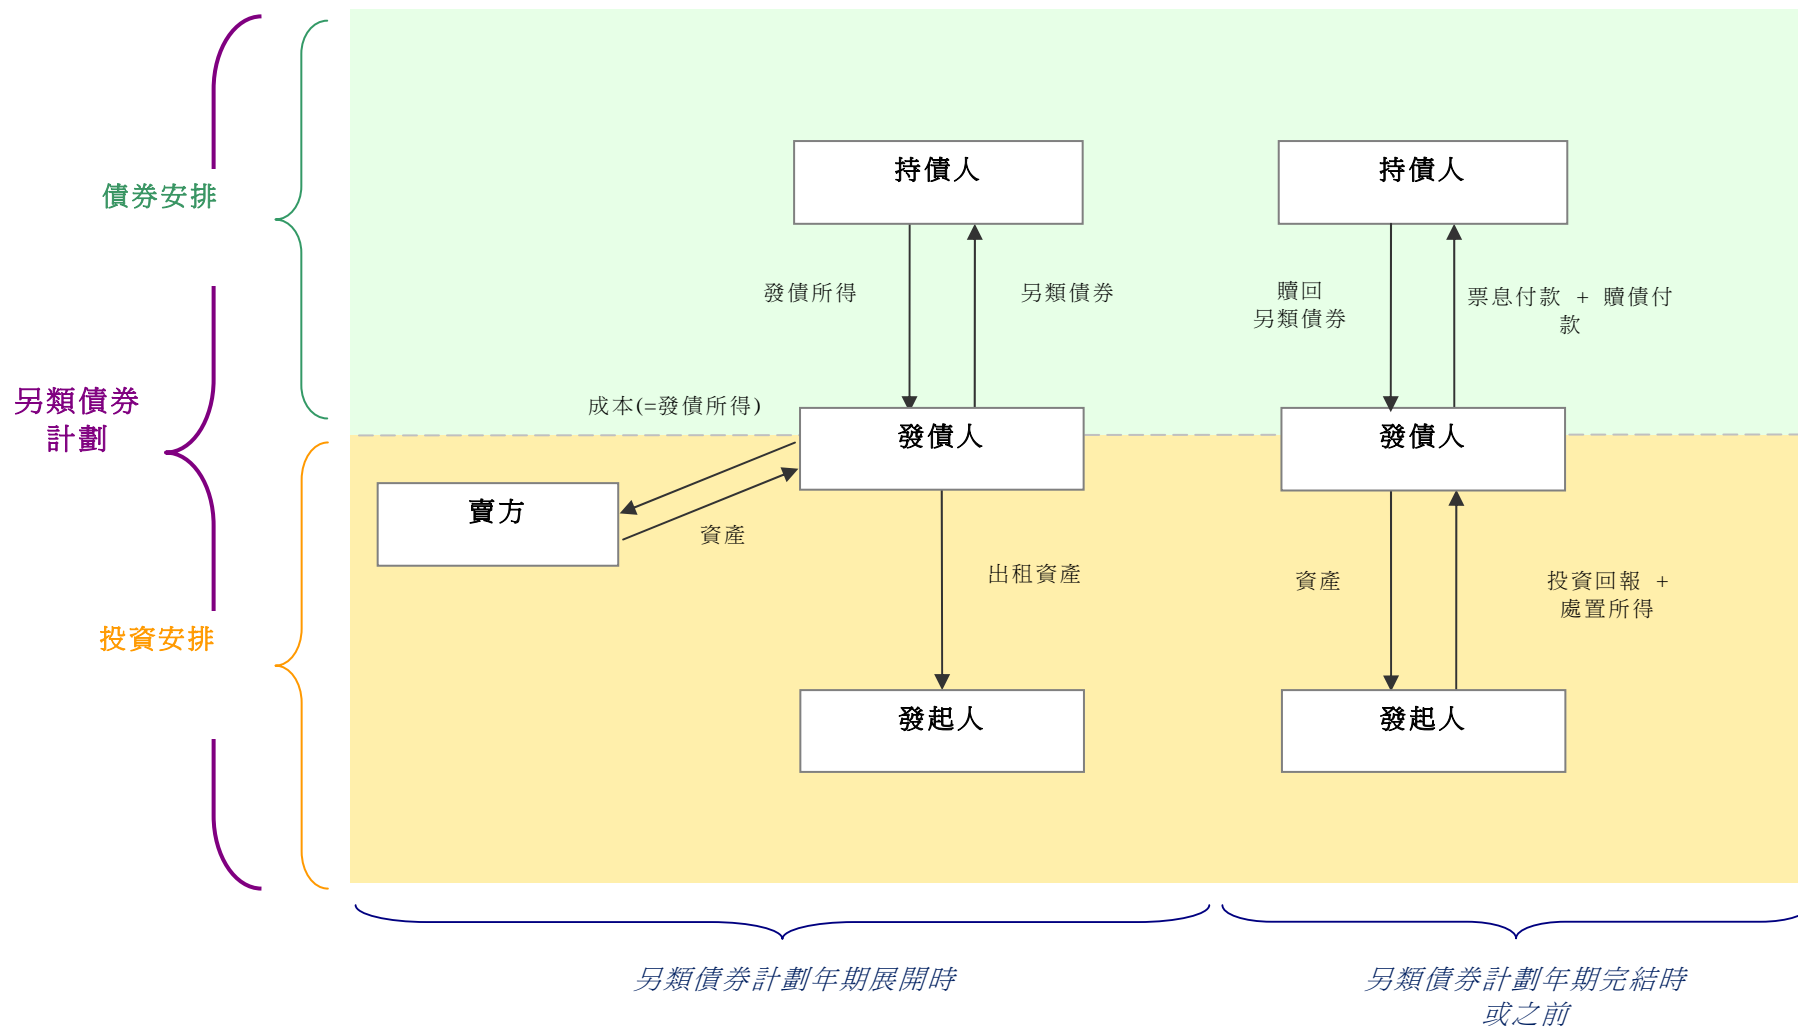 持債人
持債人
債券安排
發債所得
另類債券
贖回
另類債券
票息付款 + 贖債付
款
另類債券
計劃
成本(=發債所得)
發債人
發債人
賣方
資產
出租資產
資產
投資回報 +
處置所得
投資安排
發起人
發起人
另類債券計劃年期展開時
另類債券計劃年期完結時
或之前